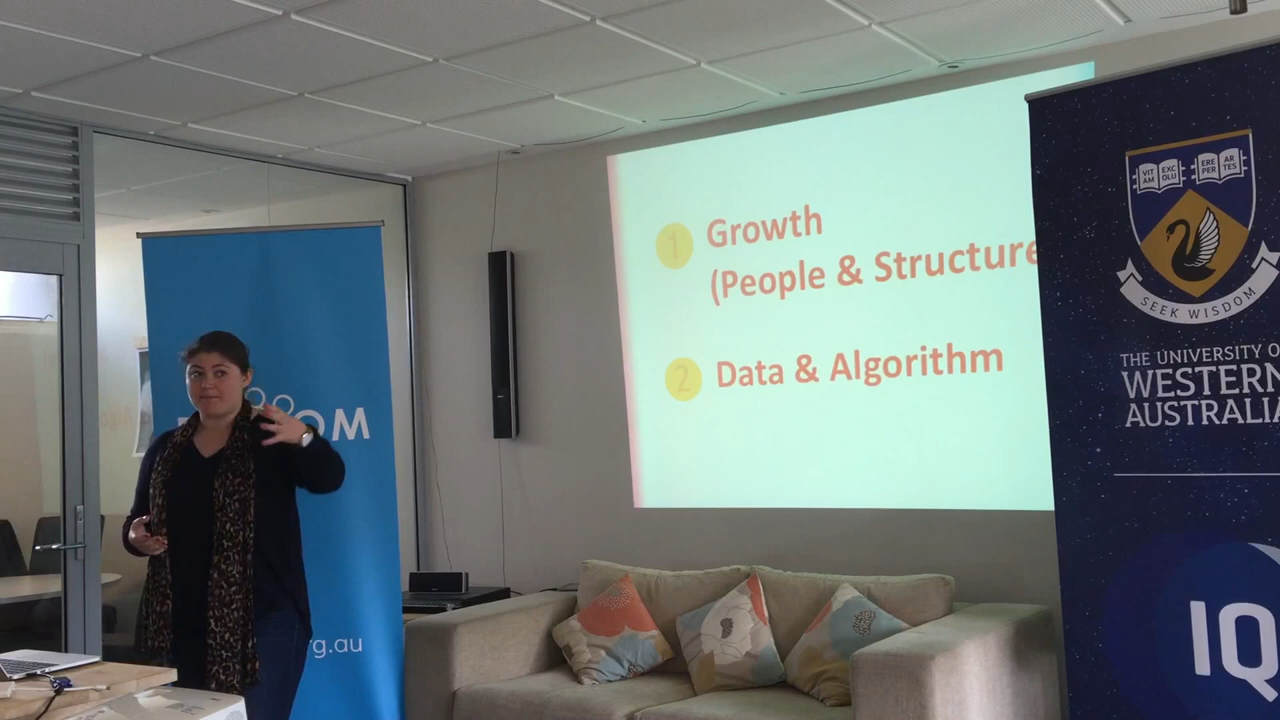 1 Growth
(People & Structure
2 Data & Algorithm
VIT AM EXC OLU ERE PER AR TES
SEEK WISDOM
THE UNIVERSITY O
WESTERN
AUSTRALIA
IQ
OM
rg.au